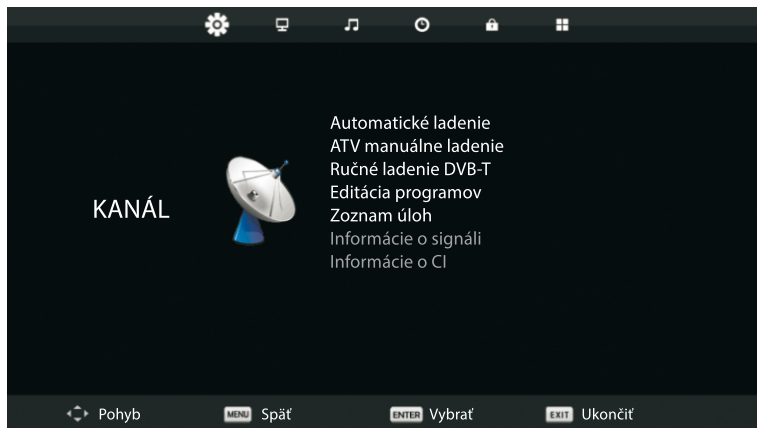 KANÁL
Automatické ladenie
ATV manuálne ladenie
Ručné ladenie DVB-T
Editácia programov
Zoznam úloh
Informácie o signáli
Informácie o CI
Pohyb MENU Späť ENTER Vybrať EXIT Ukončiť